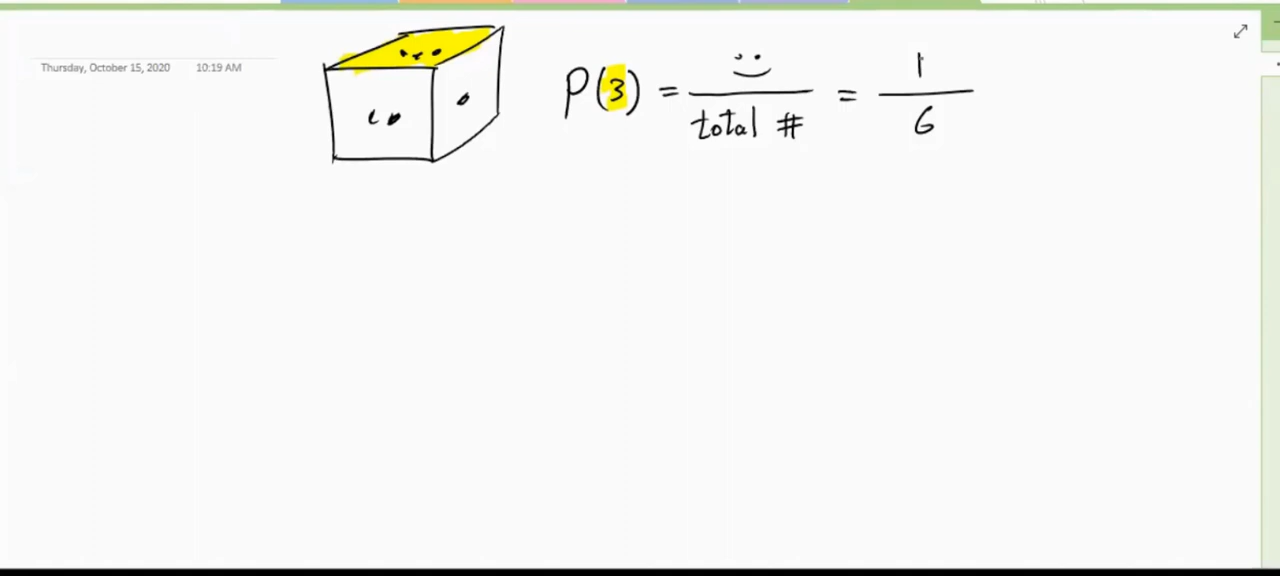 Thursday, October 15, 2020 10:19 AM
P(3) = ¨⌣ / total # = 1 / 6